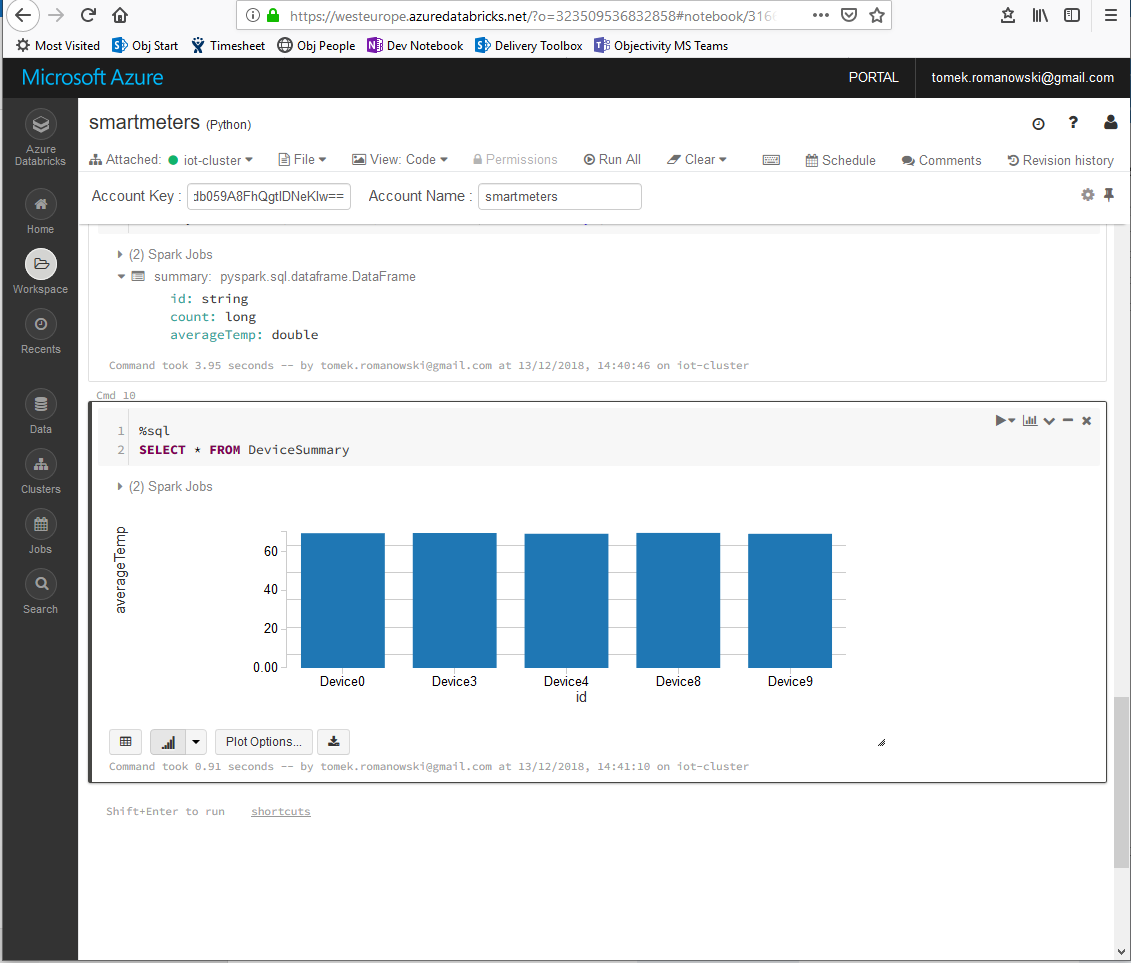 https://westeurope.azuredatabricks.net/?o=323509536832858#notebook/316
Most Visited Obj Start Timesheet Obj People Dev Notebook Delivery Toolbox Objectivity MS Teams
Microsoft Azure PORTAL tomek.romanowski@gmail.com
smartmeters (Python)
Attached: iot-cluster File View: Code Permissions Run All Clear Schedule Comments Revision history
Account Key : Account Name : smartmeters
Azure
Databricks
Home
Workspace
Recents
Data
Clusters
Jobs
Search
(2) Spark Jobs
summary: pyspark.sql.dataframe.DataFrame
id: string
count: long
averageTemp: double
Command took 3.95 seconds -- by tomek.romanowski@gmail.com at 13/12/2018, 14:40:46 on iot-cluster
Cmd 10
1 %sql
2 SELECT * FROM DeviceSummary
(2) Spark Jobs
averageTemp
60
40
20
0.00
Device0 Device3 Device4 Device8 Device9
id
Plot Options...
Command took 0.91 seconds -- by tomek.romanowski@gmail.com at 13/12/2018, 14:41:10 on iot-cluster
Shift+Enter to run shortcuts